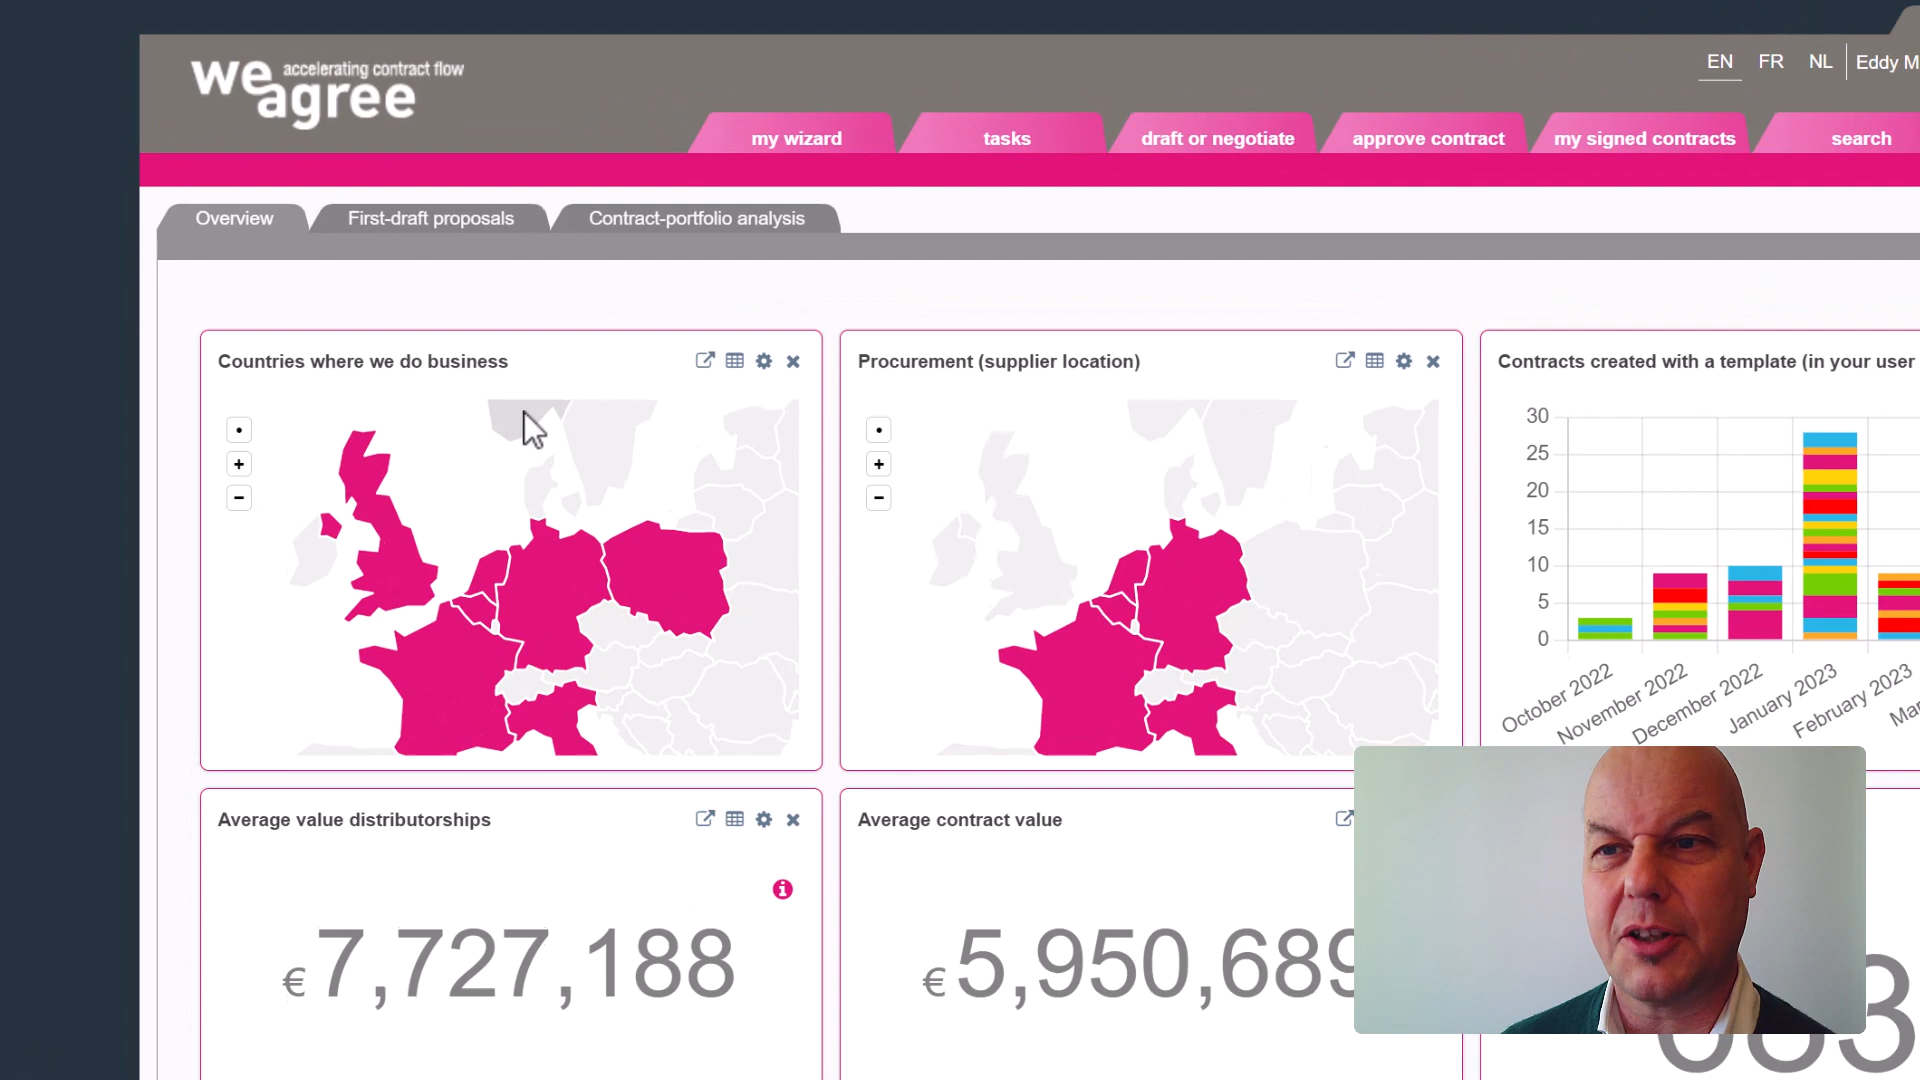 we agree accelerating contract flow
EN FR NL Eddy M
my wizard tasks draft or negotiate approve contract my signed contracts search
Overview First-draft proposals Contract-portfolio analysis
Countries where we do business
Procurement (supplier location)
Contracts created with a template (in your user
30
25
20
15
10
5
0
October 2022
November 2022
December 2022
January 2023
February 2023
Mar
Average value distributorships
Average contract value
€7,727,188
€5,950,689